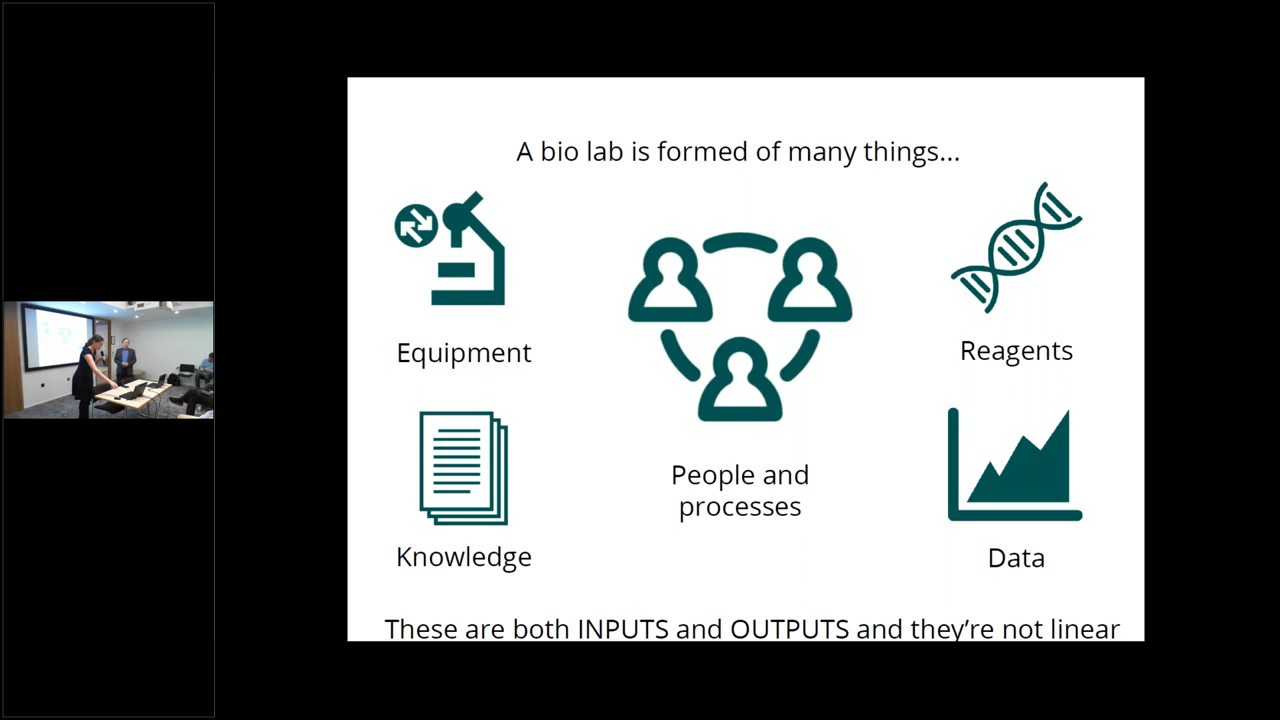 A bio lab is formed of many things...
Equipment
Reagents
People and
processes
Knowledge
Data
These are both INPUTS and OUTPUTS and they're not linear